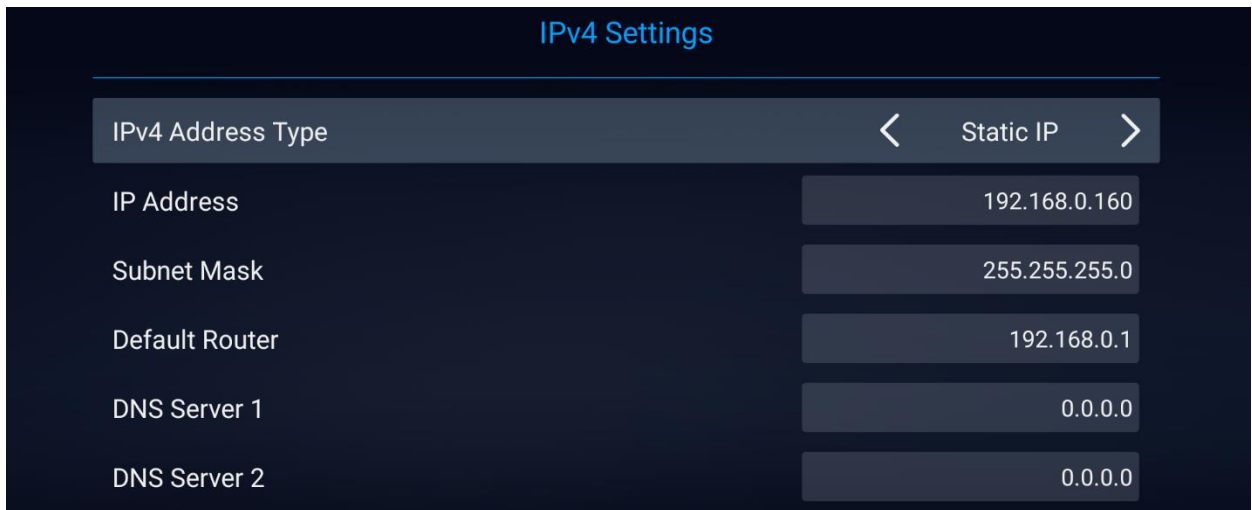 IPv4 Settings
IPv4 Address Type Static IP
IP Address 192.168.0.160
Subnet Mask 255.255.255.0
Default Router 192.168.0.1
DNS Server 1 0.0.0.0
DNS Server 2 0.0.0.0